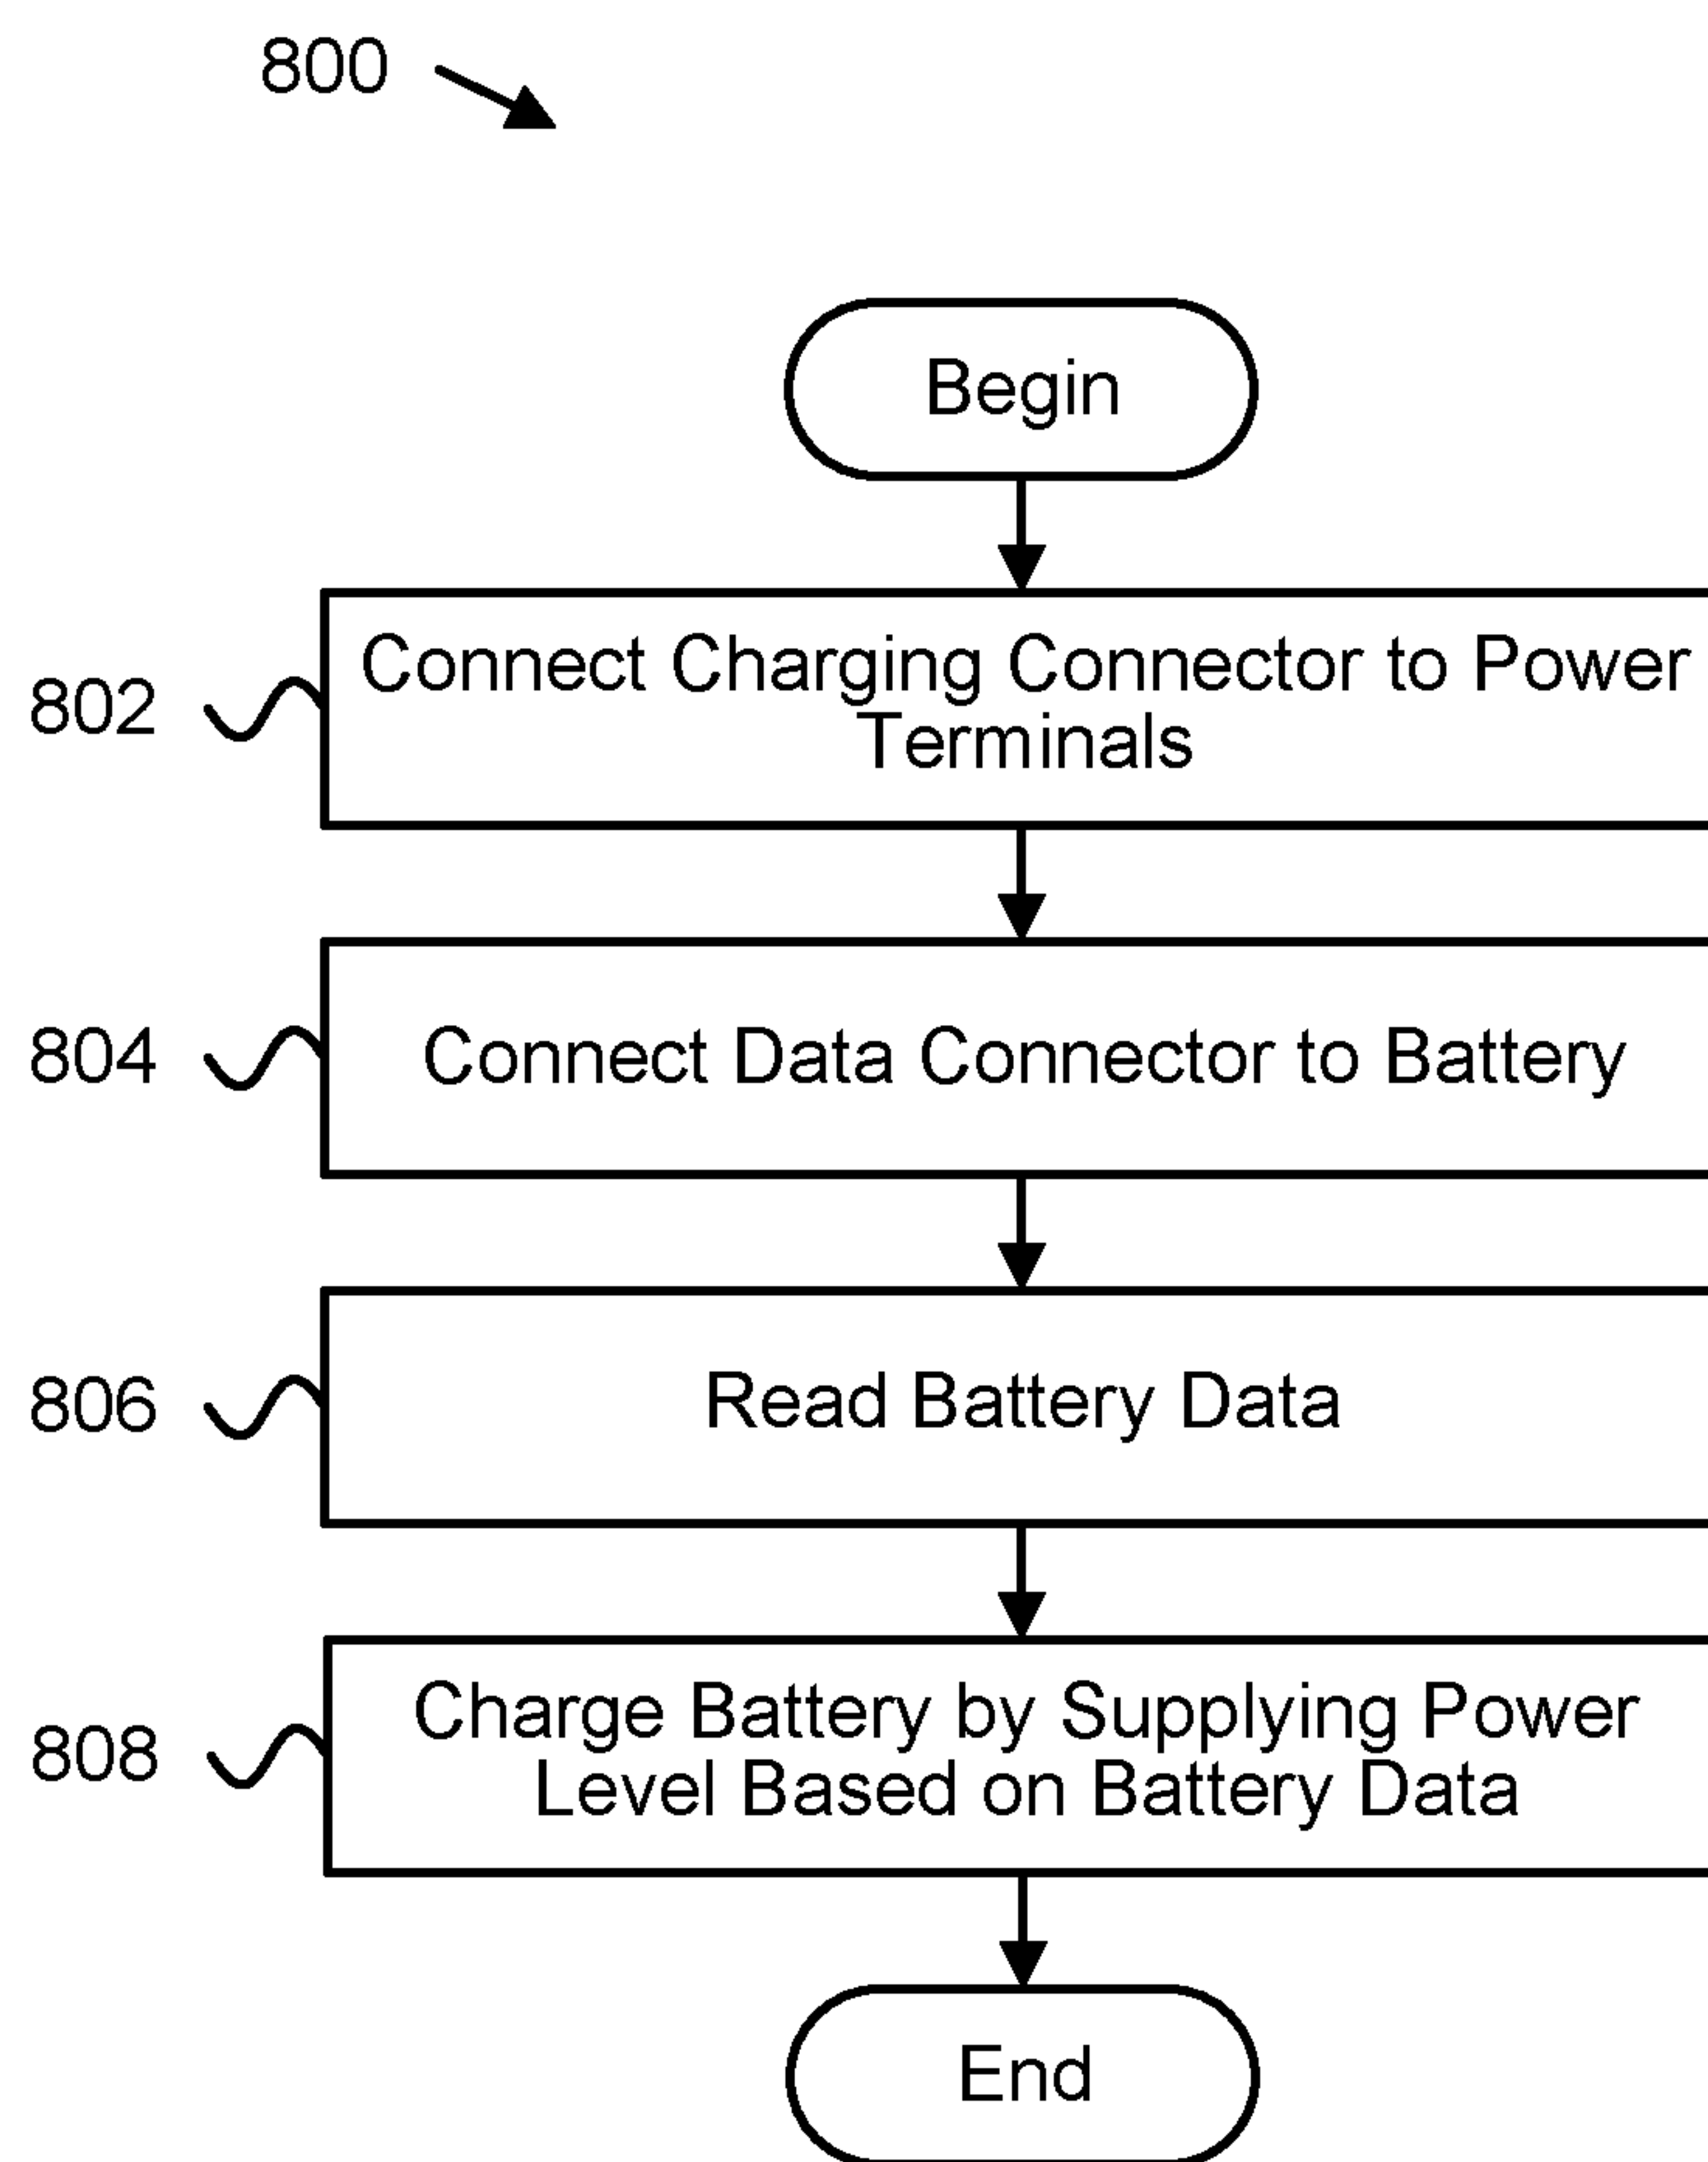 800
Begin
802
Connect Charging Connector to Power
Terminals
804
Connect Data Connector to Battery
806
Read Battery Data
808
Charge Battery by Supplying Power
Level Based on Battery Data
End